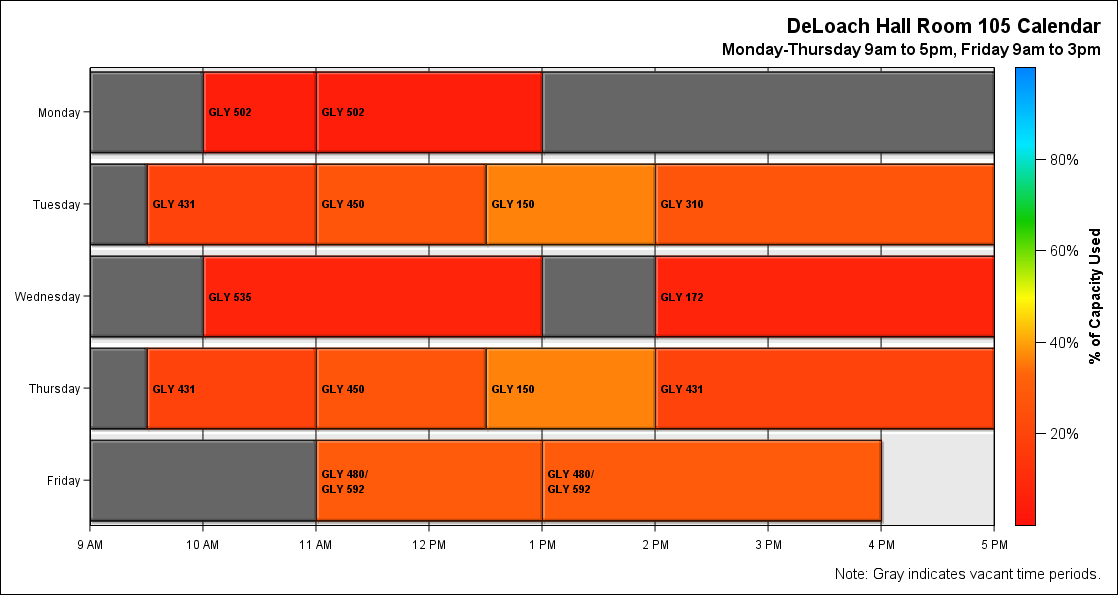 DeLoach Hall Room 105 Calendar
Monday-Thursday 9am to 5pm, Friday 9am to 3pm
Monday
GLY 502
GLY 502
Tuesday
GLY 431
GLY 450
GLY 150
GLY 310
Wednesday
GLY 535
GLY 172
Thursday
GLY 431
GLY 450
GLY 150
GLY 431
Friday
GLY 480/
GLY 592
GLY 480/
GLY 592
9 AM
10 AM
11 AM
12 PM
1 PM
2 PM
3 PM
4 PM
5 PM
80%
60%
40%
20%
% of Capacity Used
Note: Gray indicates vacant time periods.